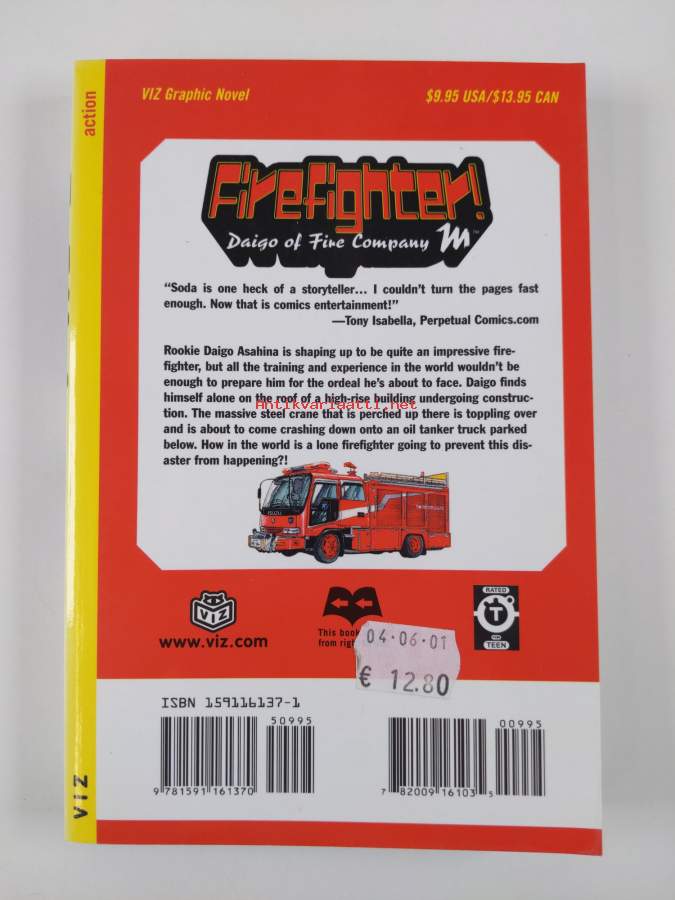 action
VIZ Graphic Novel
$9.95 USA/$13.95 CAN
Firefighter!
Daigo of Fire Company M™
“Soda is one heck of a storyteller… I couldn’t turn the pages fast
enough. Now that is comics entertainment!”
—Tony Isabella, Perpetual Comics.com
Rookie Daigo Asahina is shaping up to be quite an impressive fire-
fighter, but all the training and experience in the world wouldn’t be
enough to prepare him for the ordeal he’s about to face. Daigo finds
himself alone on the roof of a high-rise building undergoing construc-
Antikvariaatti.net
tion. The massive steel crane that is perched up there is toppling over
and is about to come crashing down onto an oil tanker truck parked
below. How in the world is a lone firefighter going to prevent this dis-
aster from happening?!
ISUZU
VIZ
www.viz.com
This book
from righ
RATED
T
FOR
TEEN
04·06·01
€ 12.80
ISBN 159116137-1
50995
9 781591 161370
00995
7 82009 16103 5
VIZ